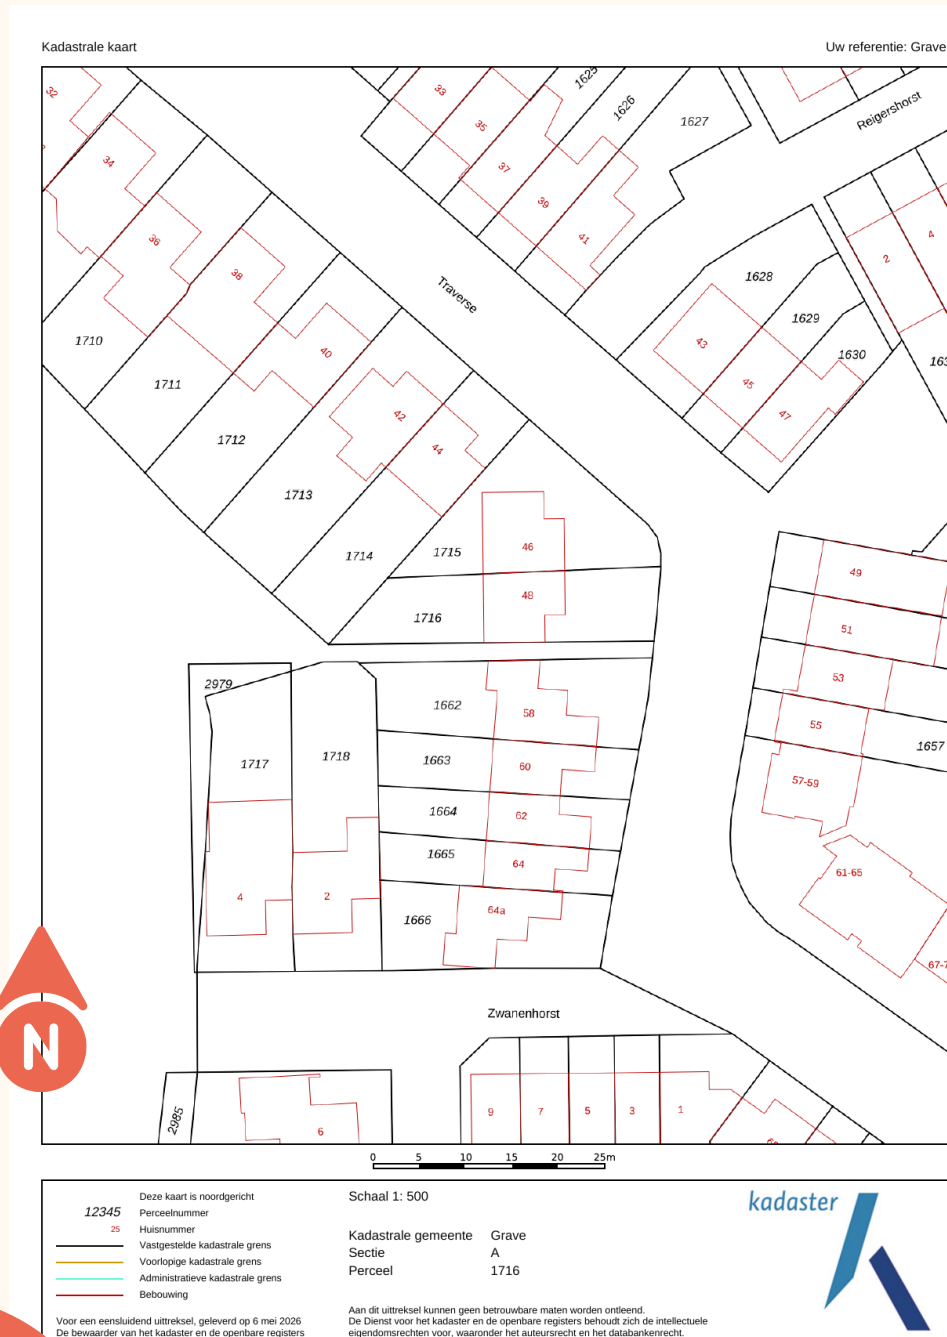 Kadastrale kaart
Uw referentie: Grave
32
34
36
38
40
42
44
46
48
33
35
37
39
41
1625
1626
1627
Reigershorst
2
4
Traverse
1628
1629
1630
43
45
47
1710
1711
1712
1713
1714
1715
1716
49
51
53
55
57-59
61-65
1657
2979
1717
1718
1662
1663
1664
1665
1666
58
60
62
64
64a
4
2
Zwanenhorst
2985
6
9
7
5
3
1
0 5 10 15 20 25m
N
Deze kaart is noordgericht
12345 Perceelnummer
25 Huisnummer
Vastgestelde kadastrale grens
Voorlopige kadastrale grens
Administratieve kadastrale grens
Bebouwing
Voor een eensluidend uittreksel, geleverd op 6 mei 2026
De bewaarder van het kadaster en de openbare registers
Schaal 1: 500
Kadastrale gemeente Grave
Sectie A
Perceel 1716
Aan dit uittreksel kunnen geen betrouwbare maten worden ontleend.
De Dienst voor het kadaster en de openbare registers behoudt zich de intellectuele
eigendomsrechten voor, waaronder het auteursrecht en het databankenrecht.
kadaster